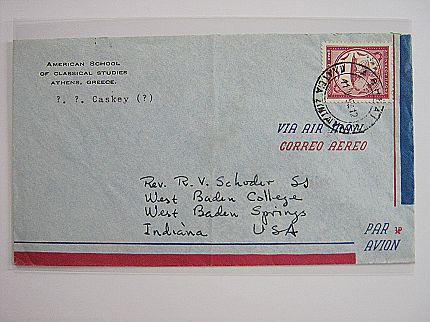 AMERICAN SCHOOL
OF CLASSICAL STUDIES
ATHENS, GREECE.
?. ?. Caskey (?)
VIA AIR MAIL
CORREO AEREO
Rev. R. V. Schoder SJ
West Baden College
West Baden Springs
Indiana USA
PAR
AVION